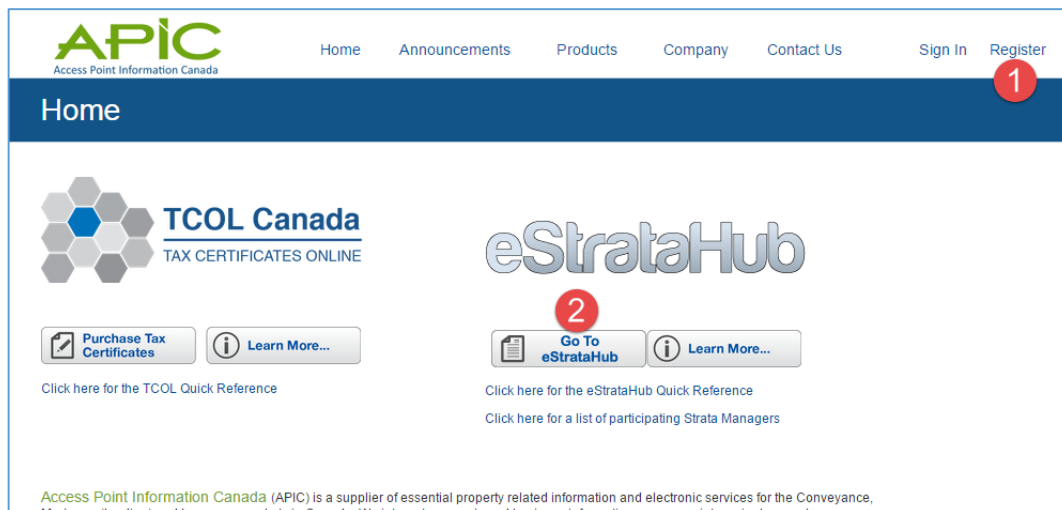 APIC
Access Point Information Canada
Home Announcements Products Company Contact Us Sign In Register
1
Home
TCOL Canada
TAX CERTIFICATES ONLINE
eStrataHub
2
Purchase Tax
Certificates
Learn More...
Go To
eStrataHub
Learn More...
Click here for the TCOL Quick Reference
Click here for the eStrataHub Quick Reference
Click here for a list of participating Strata Managers
Access Point Information Canada (APIC) is a supplier of essential property related information and electronic services for the Conveyance,